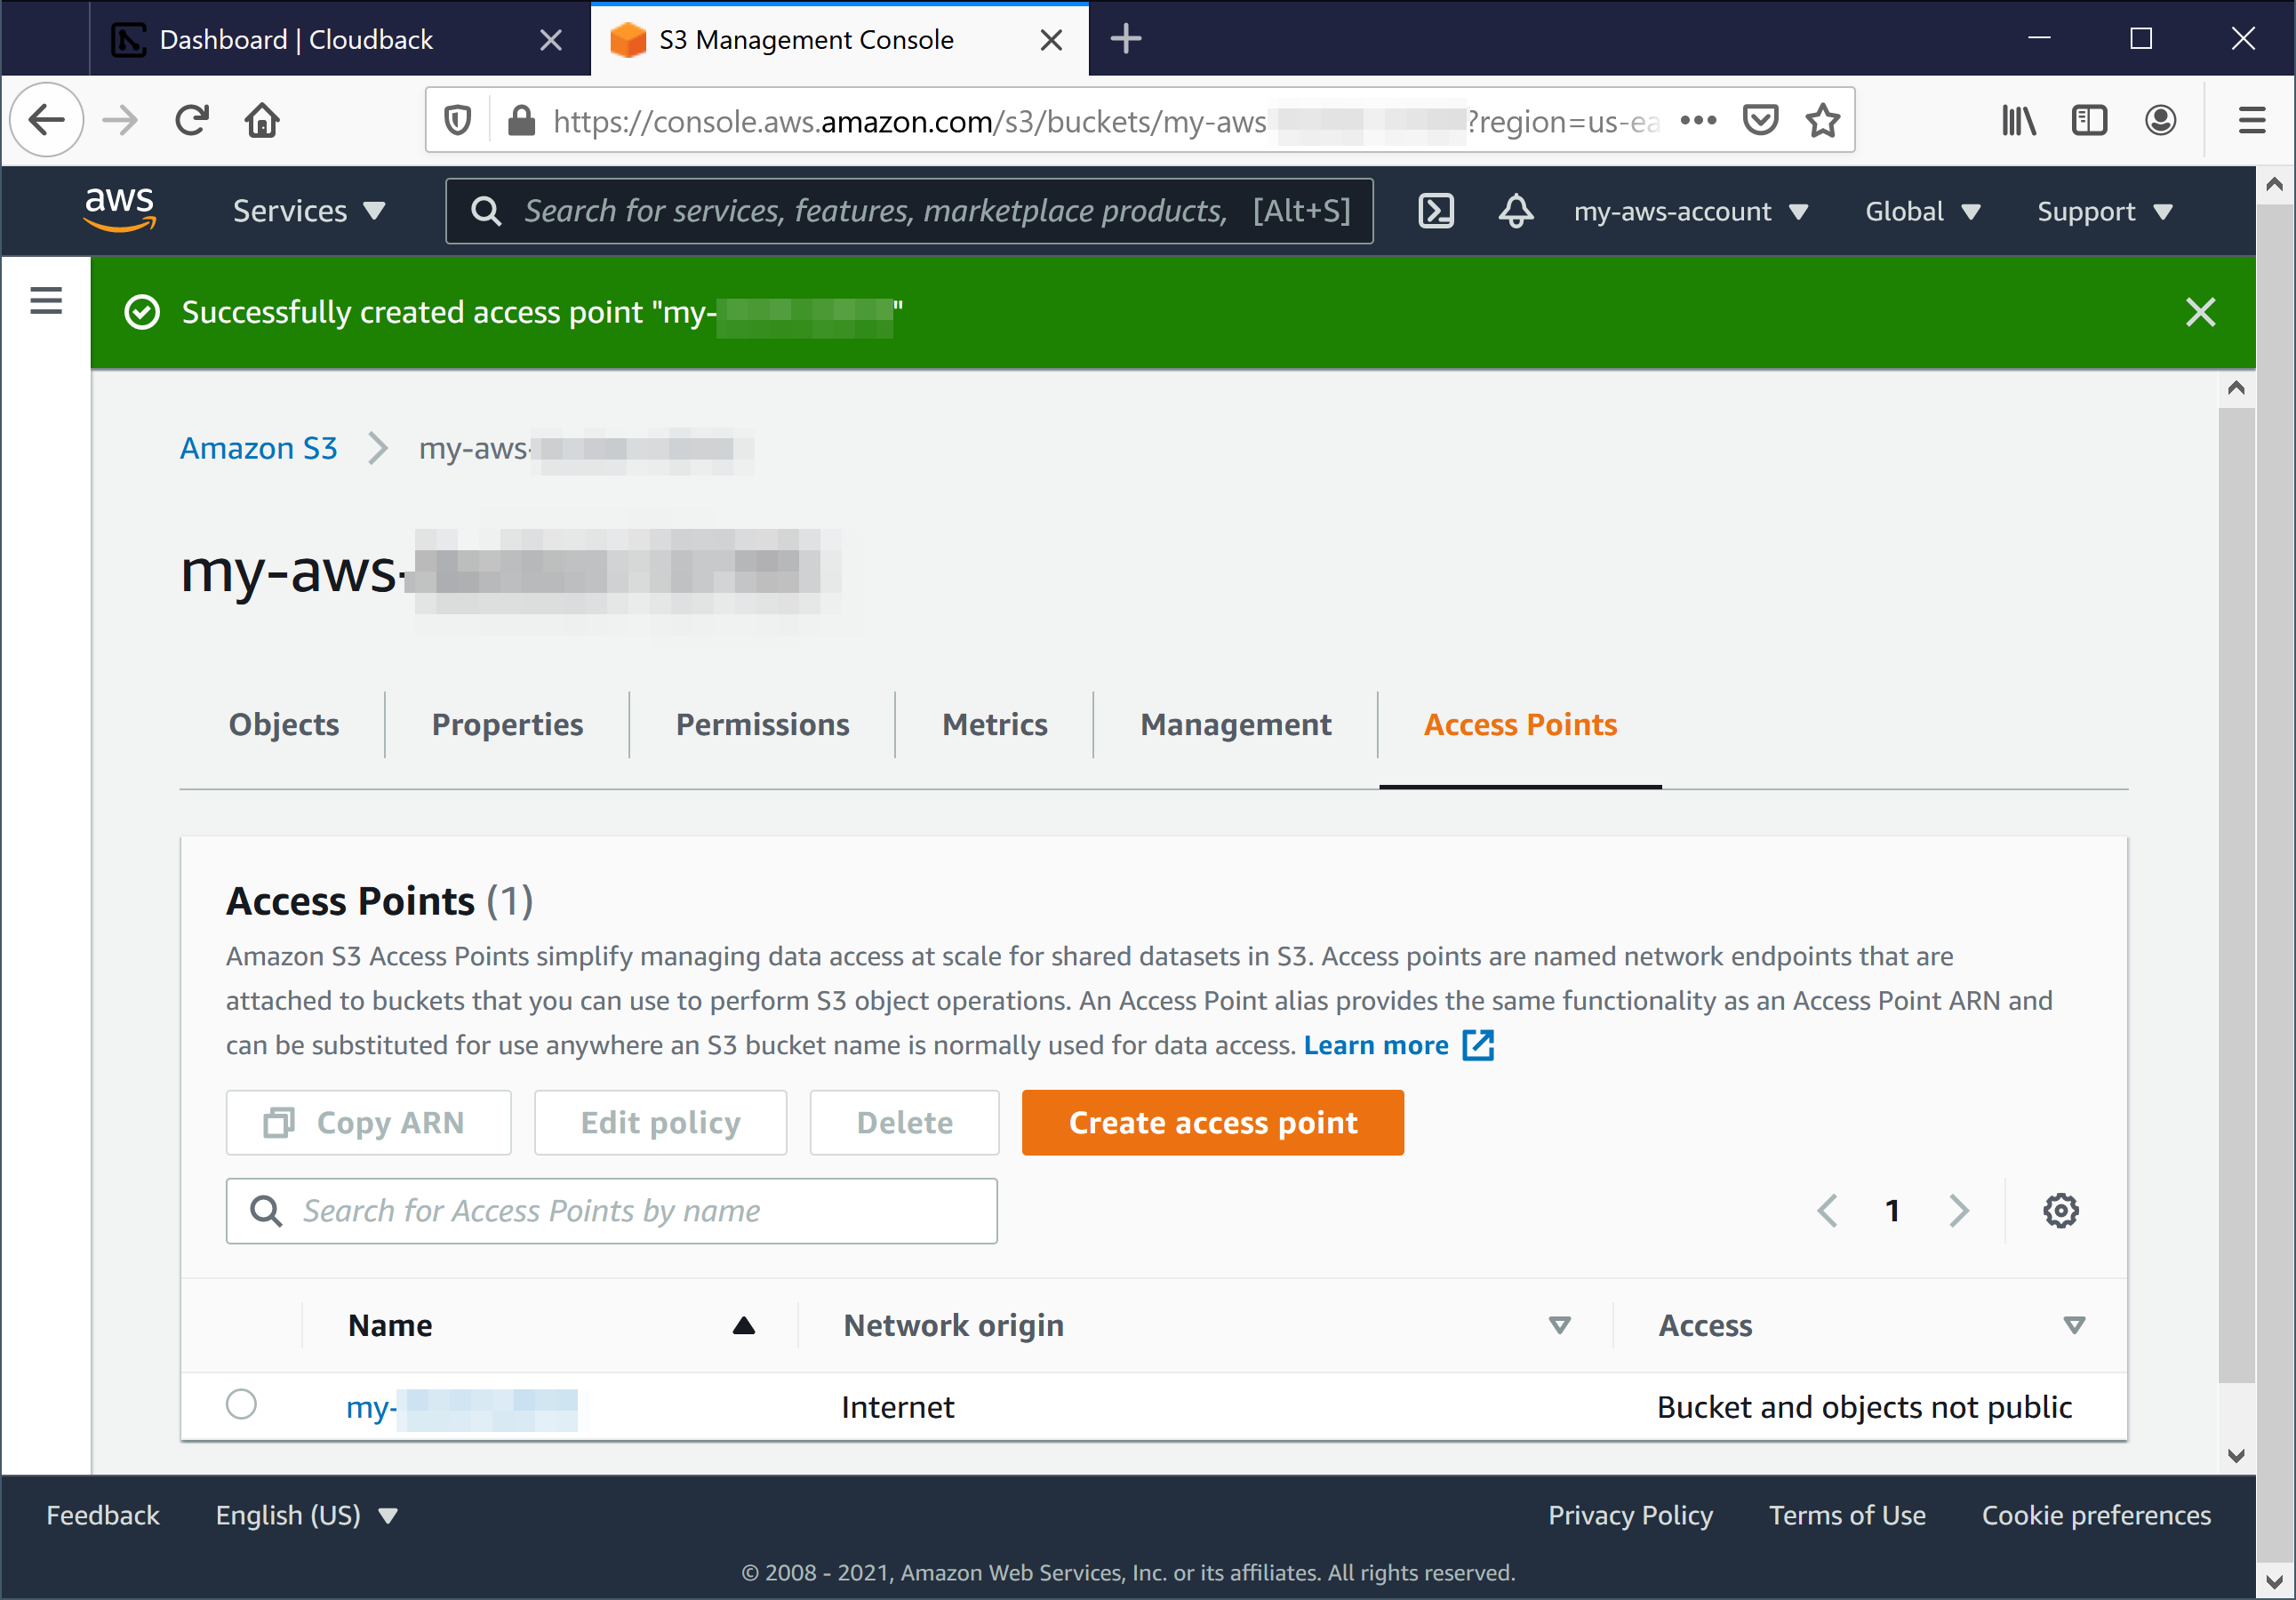 Dashboard | Cloudback
S3 Management Console
https://console.aws.amazon.com/s3/buckets/my-aws ?region=us-ea
aws
Services
Search for services, features, marketplace products, [Alt+S]
my-aws-account
Global
Support
Successfully created access point "my- "
Amazon S3
my-aws-
my-aws-
Objects
Properties
Permissions
Metrics
Management
Access Points
Access Points (1)
Amazon S3 Access Points simplify managing data access at scale for shared datasets in S3. Access points are named network endpoints that are
attached to buckets that you can use to perform S3 object operations. An Access Point alias provides the same functionality as an Access Point ARN and
can be substituted for use anywhere an S3 bucket name is normally used for data access. Learn more
Copy ARN
Edit policy
Delete
Create access point
Search for Access Points by name
1
Name
Network origin
Access
my-
Internet
Bucket and objects not public
Feedback
English (US)
Privacy Policy
Terms of Use
Cookie preferences
© 2008 - 2021, Amazon Web Services, Inc. or its affiliates. All rights reserved.